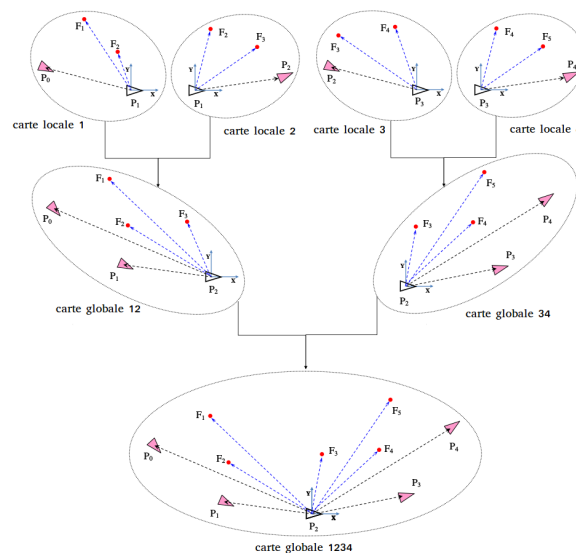 F1
F2
P0
Y
X
P1
carte locale 1
F2
F3
P2
Y
X
P1
carte locale 2
F3
F4
P2
Y
X
P3
carte locale 3
F4
F5
P4
Y
X
P3
carte locale
F1
F2
F3
P0
P1
Y
X
P2
carte globale 12
F5
F3
F4
P4
P3
Y
X
P2
carte globale 34
F1
F5
F2
F3
F4
P0
P4
P1
P3
Y
X
P2
carte globale 1234